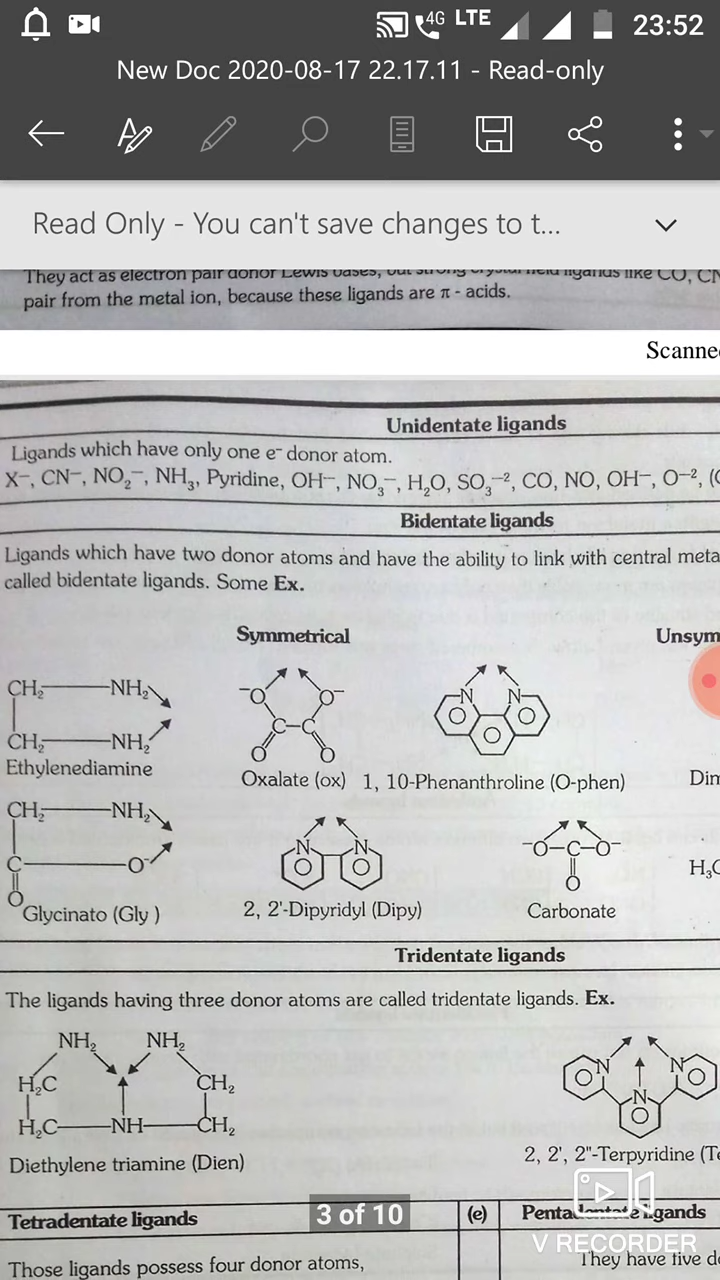 4G LTE 23:52
New Doc 2020-08-17 22.17.11 - Read-only
Read Only - You can't save changes to t...
They act as electron pair donor Lewis bases, but strong crystal field ligands like CO, CN
pair from the metal ion, because these ligands are π - acids.
Scanne
Unidentate ligands
Ligands which have only one e⁻ donor atom.
X⁻, CN⁻, NO₂⁻, NH₃, Pyridine, OH⁻, NO₃⁻, H₂O, SO₃⁻², CO, NO, OH⁻, O⁻², (C
Bidentate ligands
Ligands which have two donor atoms and have the ability to link with central meta
called bidentate ligands. Some Ex.
Symmetrical Unsym
CH₂ NH₂ ⁻O O⁻ N N
C–C
CH₂ NH₂ O O
Ethylenediamine
Oxalate (ox) 1, 10-Phenanthroline (O-phen) Dim
CH₂ NH₂
C O⁻ N N ⁻O–C–O⁻ H₃C
O O
Glycinato (Gly ) 2, 2'-Dipyridyl (Dipy) Carbonate
Tridentate ligands
The ligands having three donor atoms are called tridentate ligands. Ex.
NH₂ NH₂
H₂C CH₂ N N
H₂C NH CH₂ N
Diethylene triamine (Dien) 2, 2', 2"-Terpyridine (Te
Tetradentate ligands 3 of 10 (e) Pentadentate ligands
V RECORDER
Those ligands possess four donor atoms, They have five do